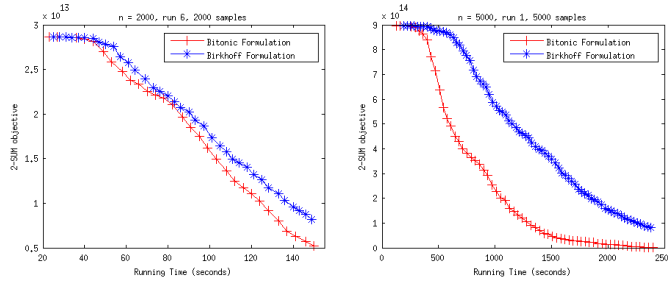 x 10^13
n = 2000, run 6, 2000 samples
Bitonic Formulation
Birkhoff Formulation
2-SUM objective
3
2.5
2
1.5
1
0,5
20 40 60 80 100 120 140
Running Time (seconds)
x 10^14
n = 5000, run 1, 5000 samples
Bitonic Formulation
Birkhoff Formulation
2-SUM objective
9
8
7
6
5
4
3
2
1
0
0 500 1000 1500 2000 2500
Running Time (seconds)